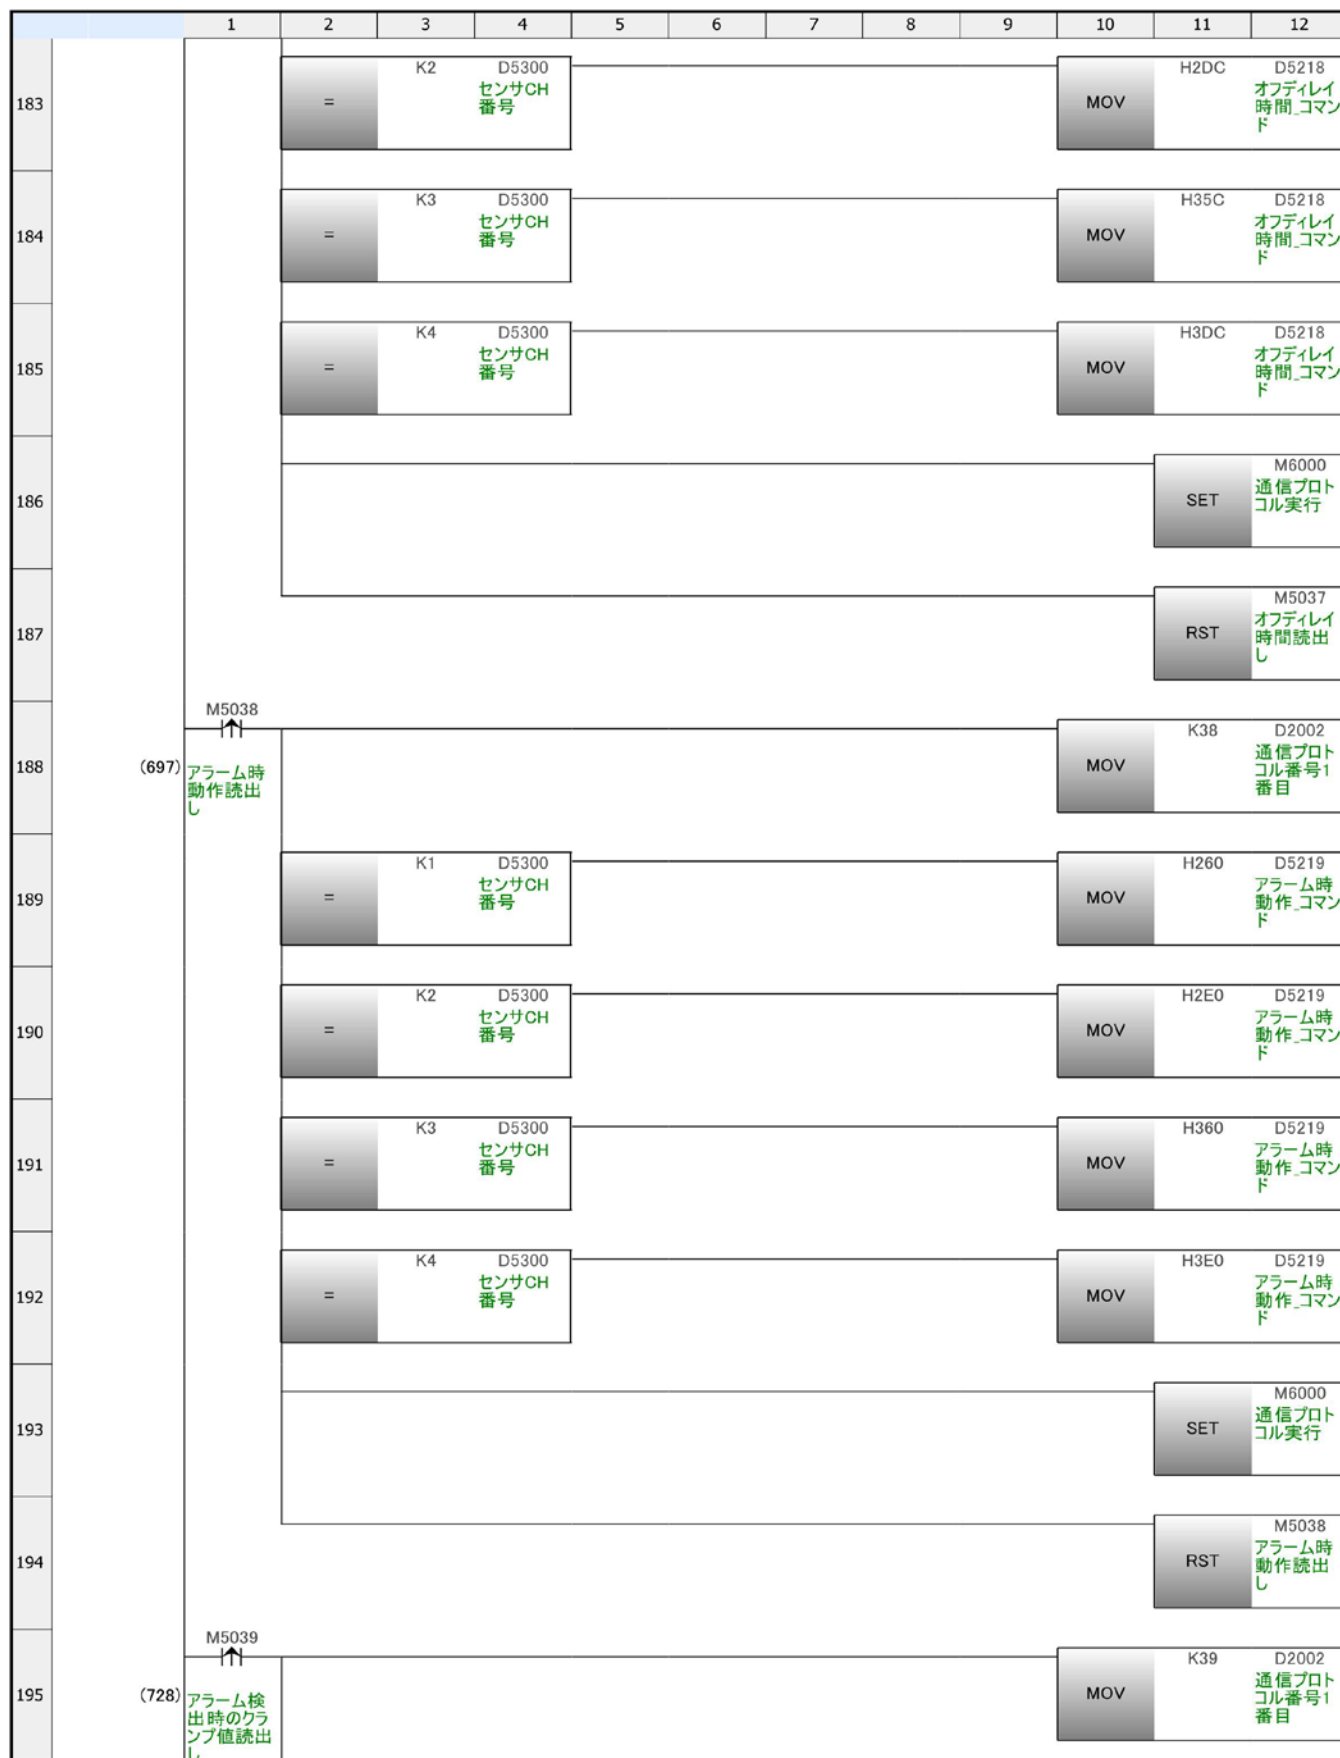 1 2 3 4 5 6 7 8 9 10 11 12
183 = K2 D5300 MOV H2DC D5218
センサCH オフディレイ
番号 時間_コマン
ド
184 = K3 D5300 MOV H35C D5218
センサCH オフディレイ
番号 時間_コマン
ド
185 = K4 D5300 MOV H3DC D5218
センサCH オフディレイ
番号 時間_コマン
ド
186 SET M6000
通信プロト
コル実行
187 RST M5037
オフディレイ
時間読出
し
M5038
188 (697) MOV K38 D2002
アラーム時 通信プロト
動作読出 コル番号1
し 番目
189 = K1 D5300 MOV H260 D5219
センサCH アラーム時
番号 動作_コマン
ド
190 = K2 D5300 MOV H2E0 D5219
センサCH アラーム時
番号 動作_コマン
ド
191 = K3 D5300 MOV H360 D5219
センサCH アラーム時
番号 動作_コマン
ド
192 = K4 D5300 MOV H3E0 D5219
センサCH アラーム時
番号 動作_コマン
ド
193 SET M6000
通信プロト
コル実行
194 RST M5038
アラーム時
動作読出
し
M5039
195 (728) MOV K39 D2002
アラーム検 通信プロト
出時のクラ コル番号1
ンプ値読出 番目
し